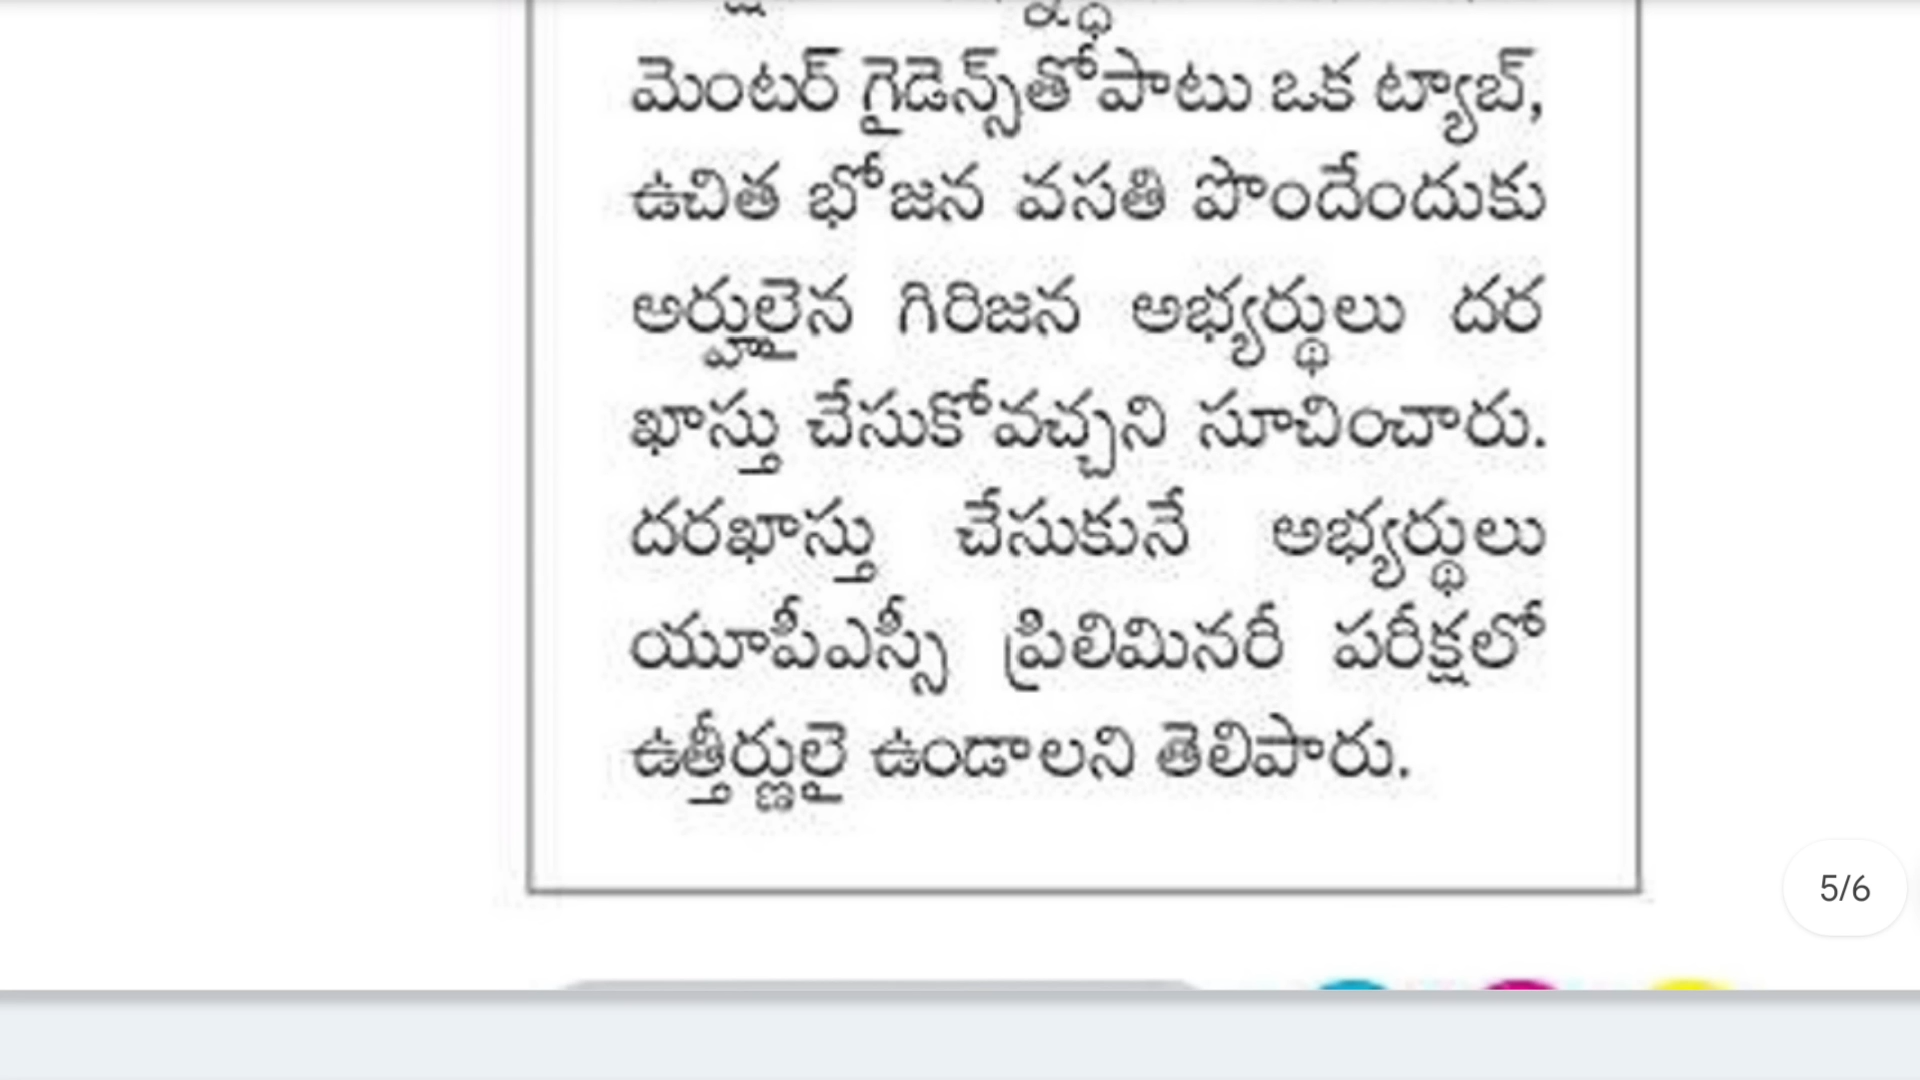 మెంటర్ గైడెన్స్‌తోపాటు ఒక ట్యాబ్,
ఉచిత భోజన వసతి పొందేందుకు
అర్హులైన గిరిజన అభ్యర్థులు దర
ఖాస్తు చేసుకోవచ్చని సూచించారు.
దరఖాస్తు చేసుకునే అభ్యర్థులు
యూపీఎస్సీ ప్రిలిమినరీ పరీక్షలో
ఉత్తీర్ణులై ఉండాలని తెలిపారు.
5/6